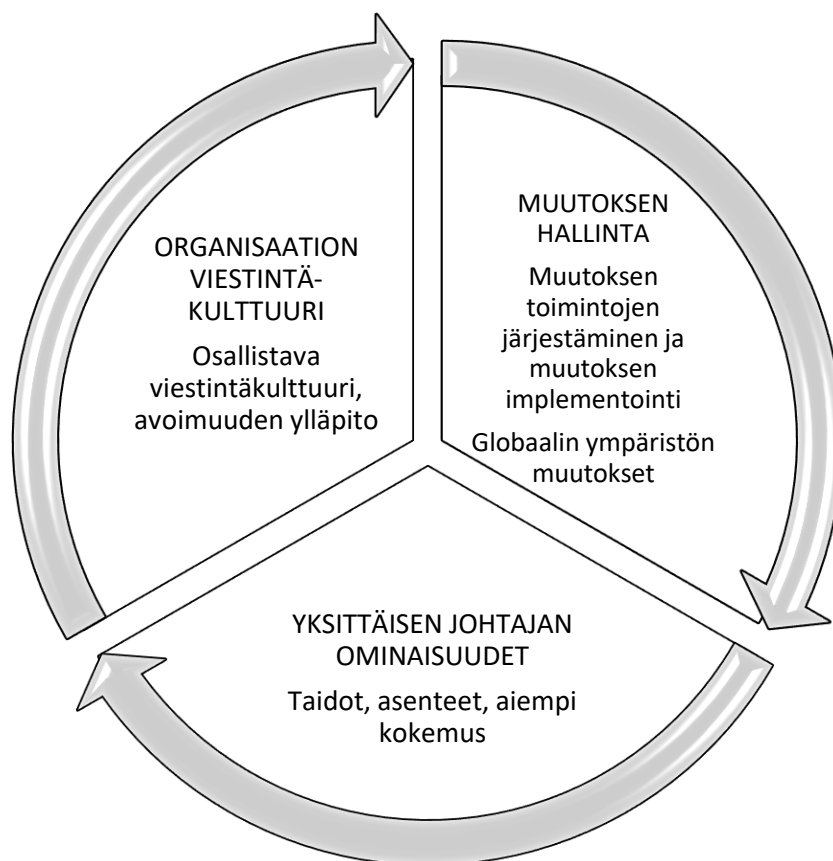 ORGANISAATION
VIESTINTÄ-
KULTTUURI
Osallistava
viestintäkulttuuri,
avoimuuden ylläpito
MUUTOKSEN
HALLINTA
Muutoksen
toimintojen
järjestäminen ja
muutoksen
implementointi
Globaalin ympäristön
muutokset
YKSITTÄISEN JOHTAJAN
OMINAISUUDET
Taidot, asenteet, aiempi
kokemus